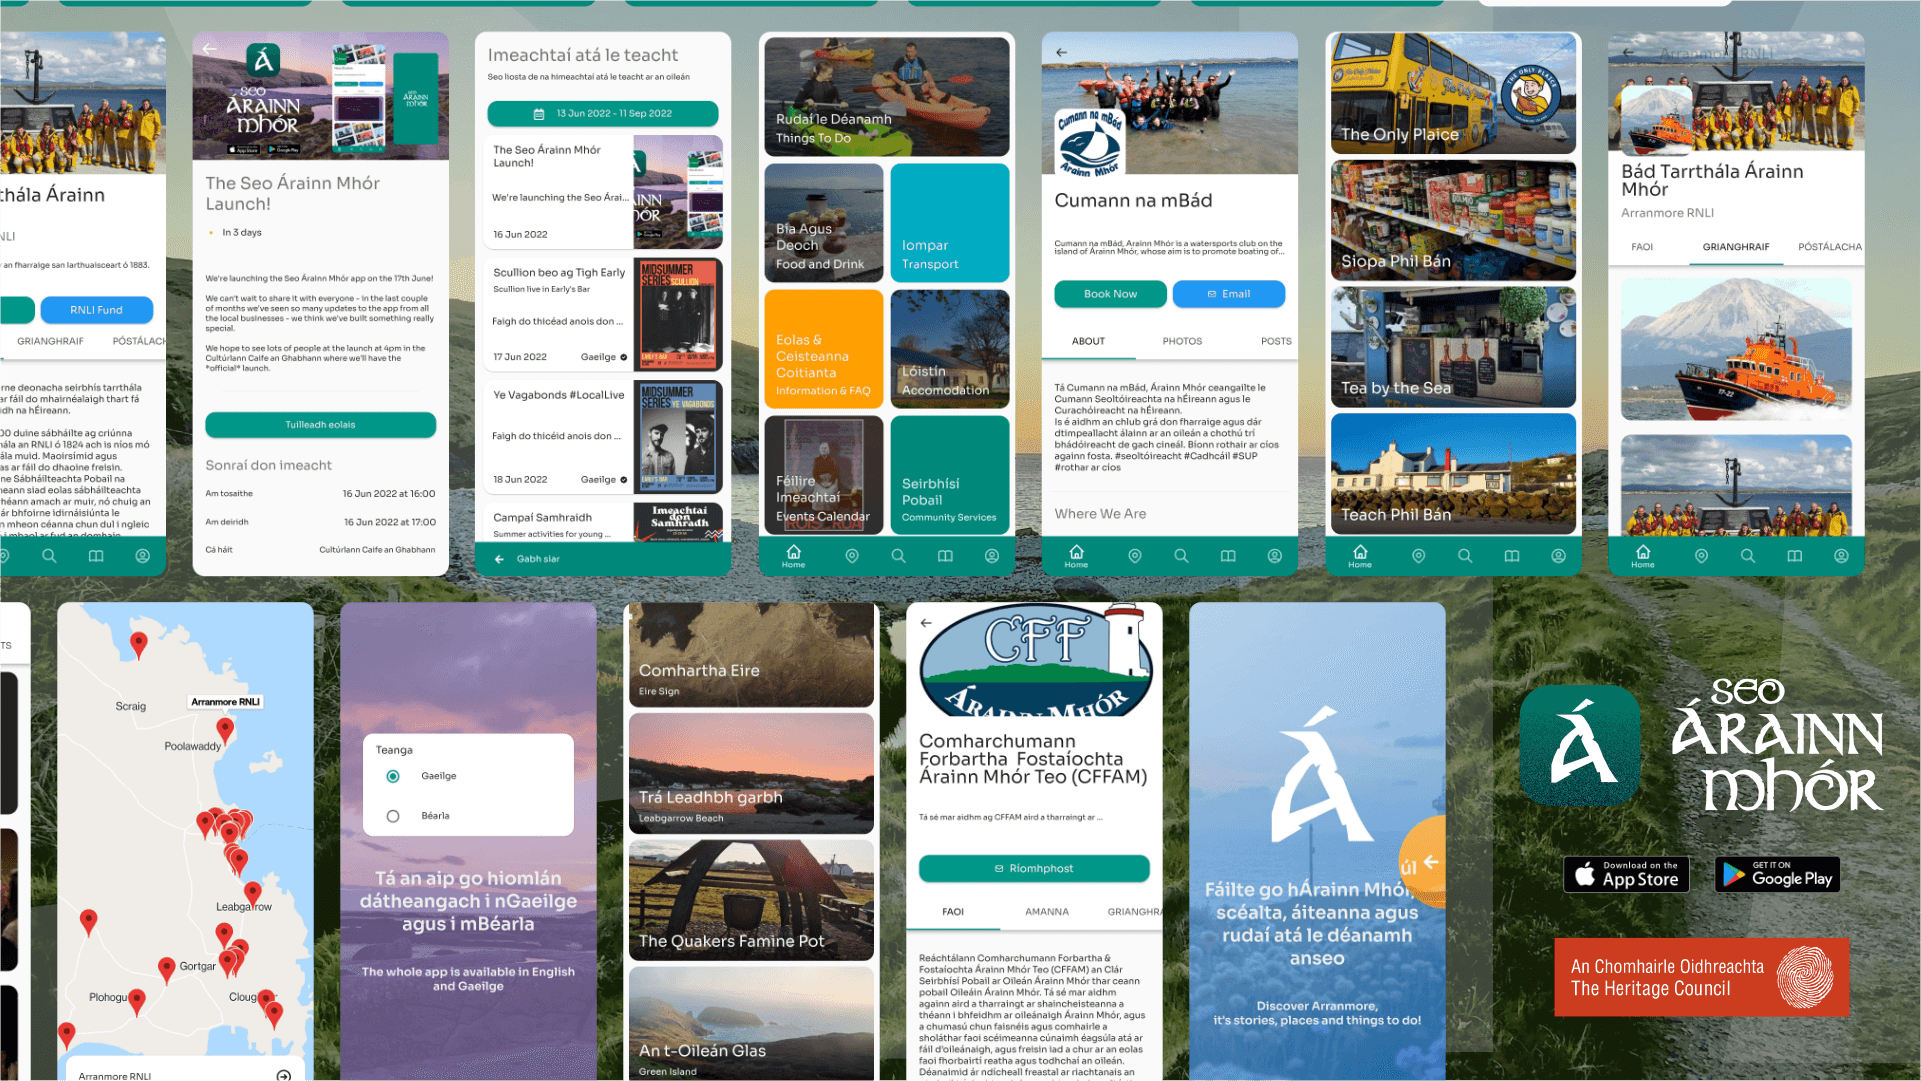 thála Árainn
NLI
an fharraige san Iarthuaisceart ó 1883.
RNLI Fund
GRIANGHRAIF
PÓSTÁLACH
irne deonacha seirbhís tarrthála
ar fáil do mhairnéalaigh thart fá
idh na hÉireann.
00 duine sábháilte ag criúnna
nála an RNLI ó 1824 ach is níos mó
ála muid. Maoirsímid agus
as ar fáil do dhaoine freisin.
ne Sábháilteachta Pobail na
neann siad eolas sábháilteachta
héann amach ar muir, nó chuig an
ár bhfoirne idirnáisiúnta le
n mheon céanna chun dul i ngleic
Á
SEO
ÁRAINN
MHÓR
App Store
Google Play
The Seo Árainn Mhór
Launch!
In 3 days
We're launching the Seo Árainn Mhór app on the 17th June!
We can't wait to share it with everyone - in the last couple
of months we've seen so many updates to the app from all
the local businesses - we think we've built something really
special.
We hope to see lots of people at the launch at 4pm in the
Cultúrlann Caife an Ghabhann where we'll have the
*official* launch.
Tuilleadh eolais
Sonraí don imeacht
Am tosaithe
16 Jun 2022 at 16:00
Am deiridh
16 Jun 2022 at 17:00
Cá háit
Cultúrlann Caife an Ghabhann
Imeachtaí atá le teacht
Seo liosta de na himeachtaí atá le teacht ar an oileán
13 Jun 2022 - 11 Sep 2022
The Seo Árainn Mhór
Launch!
We're launching the Seo Árai...
16 Jun 2022
Scullion beo ag Tigh Early
Scullion live in Early's Bar
Faigh do thicéad anois don ...
17 Jun 2022
Gaeilge
MIDSUMMER
SERIES SCULLION
EARLY'S BAR
Ye Vagabonds #LocalLive
Faigh do thicéid anois don ...
18 Jun 2022
Gaeilge
MIDSUMMER
SERIES YE VAGABONDS
EARLY'S BAR
Campaí Samhraidh
Summer activities for young ...
Imeachtaí
don
Samhradh
Gabh siar
Rudaí le Déanamh
Things To Do
Bia Agus
Deoch
Food and Drink
Iompar
Transport
Eolas &
Ceisteanna
Coitianta
Information & FAQ
Lóistín
Accomodation
Féilire
Imeachtaí
Events Calendar
Seirbhísí
Pobail
Community Services
Home
Cumann na mBád
Árainn Mhór
Cumann na mBád
Cumann na mBád, Árainn Mhór is a watersports club on the
island of Árainn Mhór, whose aim is to promote boating of...
Book Now
Email
ABOUT
PHOTOS
POSTS
Tá Cumann na mBád, Árainn Mhór ceangailte le
Cumann Seoltóireachta na hÉireann agus le
Curachóireacht na hÉireann.
Is é aidhm an chlub grá don fharraige agus dár
dtimpeallacht álainn ar an oileán a chothú trí
bhádóireacht de gach cineál. Bíonn rothair ar cíos
againn fosta. #seoltóireacht #Cadhcáil #SUP
#rothar ar cíos
Where We Are
Home
THE ONLY PLAICE
The Only Plaice
Siopa Phil Bán
Tea by the Sea
Teach Phil Bán
Home
Arranmore RNLI
Bád Tarrthála Árainn
Mhór
Arranmore RNLI
FAOI
GRIANGHRAIF
PÓSTÁLACHA
17-22
Home
TS
Scraig
Arranmore RNLI
Poolawaddy
Leabgarrow
Gortgar
Plohogu
Cloug
Arranmore RNLI
Teanga
Gaeilge
Béarla
Tá an aip go hiomlán
dátheangach i nGaeilge
agus i mBéarla
The whole app is available in English
and Gaeilge
Comhartha Eire
Eire Sign
Trá Leadhbh garbh
Leabgarrow Beach
The Quakers Famine Pot
An t-Oileán Glas
Green Island
CFF
ÁRAINN MHÓR
Comharchumann
Forbartha Fostaíochta
Árainn Mhór Teo (CFFAM)
Tá sé mar aidhm ag CFFAM aird a tharraingt ar ...
Ríomhphost
FAOI
AMANNA
GRIANGHRA
Reáchtálann Comharchumann Forbartha &
Fostaíochta Árainn Mhór Teo (CFFAM) an Clár
Seirbhísí Pobail ar Oileán Árainn Mhór thar ceann
pobail Oileáin Árainn Mhór. Tá sé mar aidhm
againn aird a tharraingt ar shaincheisteanna a
théann i bhfeidhm ar oileánaigh Árainn Mhór, agus
a chumasú chun faisnéis agus comhairle a
sholáthar faoi scéimeanna cúnaimh éagsúla atá ar
fáil d'oileánaigh, agus freisin iad a chur ar an eolas
faoi fhorbairtí reatha agus todhchaí an oileán.
Déanaimid ár ndícheall freastal ar riachtanais an
Á
úl
Fáilte go hÁrainn Mhór,
scéalta, áiteanna agus
rudaí atá le déanamh
anseo
Discover Arranmore,
it's stories, places and things to do!
Á
SEO
ÁRAINN
MHÓR
Download on the
App Store
GET IT ON
Google Play
An Chomhairle Oidhreachta
The Heritage Council